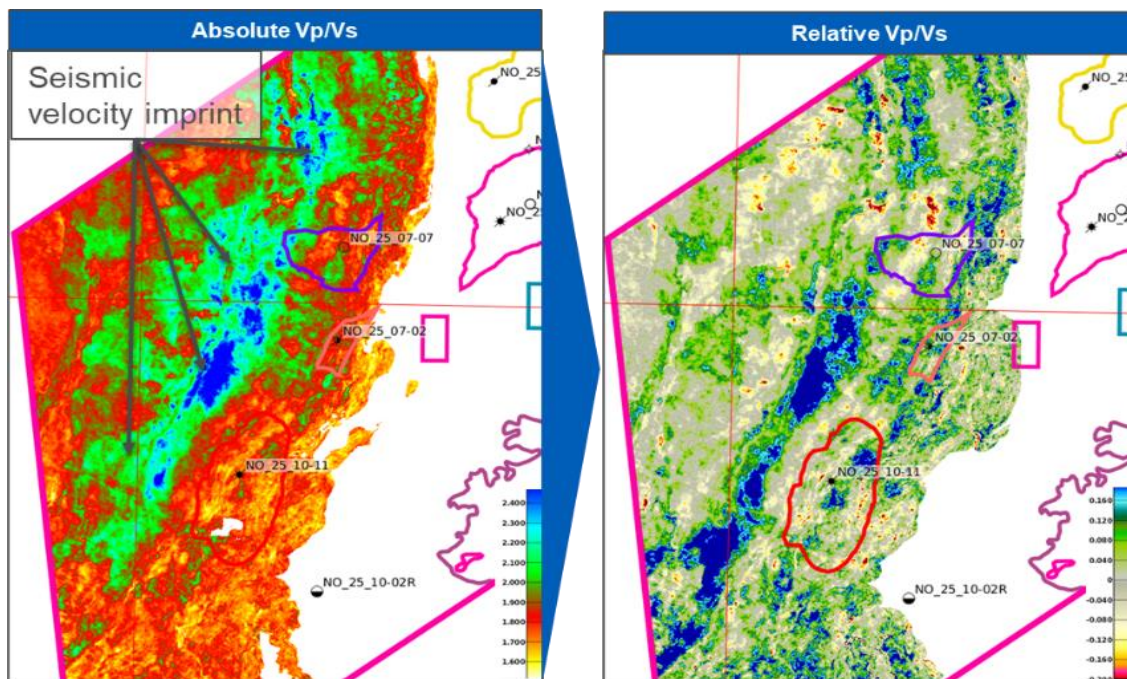 Absolute Vp/Vs
Relative Vp/Vs
Seismic
velocity imprint
NO_25
NO_25
NO_25_07-07
NO_25_07-02
NO_25_10-11
NO_25_10-02R
2.400
2.300
2.200
2.100
2.000
1.900
1.800
1.700
1.600
NO_25
NO_25_07-07
NO_25_07-02
NO_25_10-11
NO_25_10-02R
0.160
0.120
0.080
0.040
0
-0.040
-0.080
-0.120
-0.160